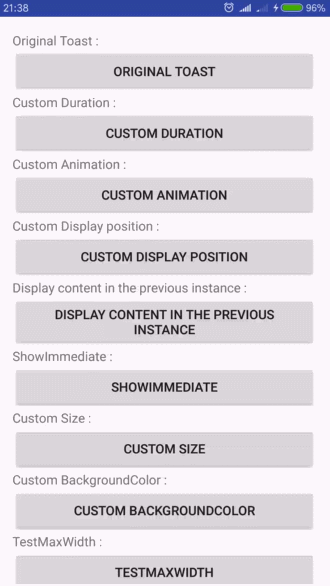 21:38
96%
Original Toast :
ORIGINAL TOAST
Custom Duration :
CUSTOM DURATION
Custom Animation :
CUSTOM ANIMATION
Custom Display position :
CUSTOM DISPLAY POSITION
Display content in the previous instance :
DISPLAY CONTENT IN THE PREVIOUS
INSTANCE
ShowImmediate :
SHOWIMMEDIATE
Custom Size :
CUSTOM SIZE
Custom BackgroundColor :
CUSTOM BACKGROUNDCOLOR
TestMaxWidth :
TESTMAXWIDTH